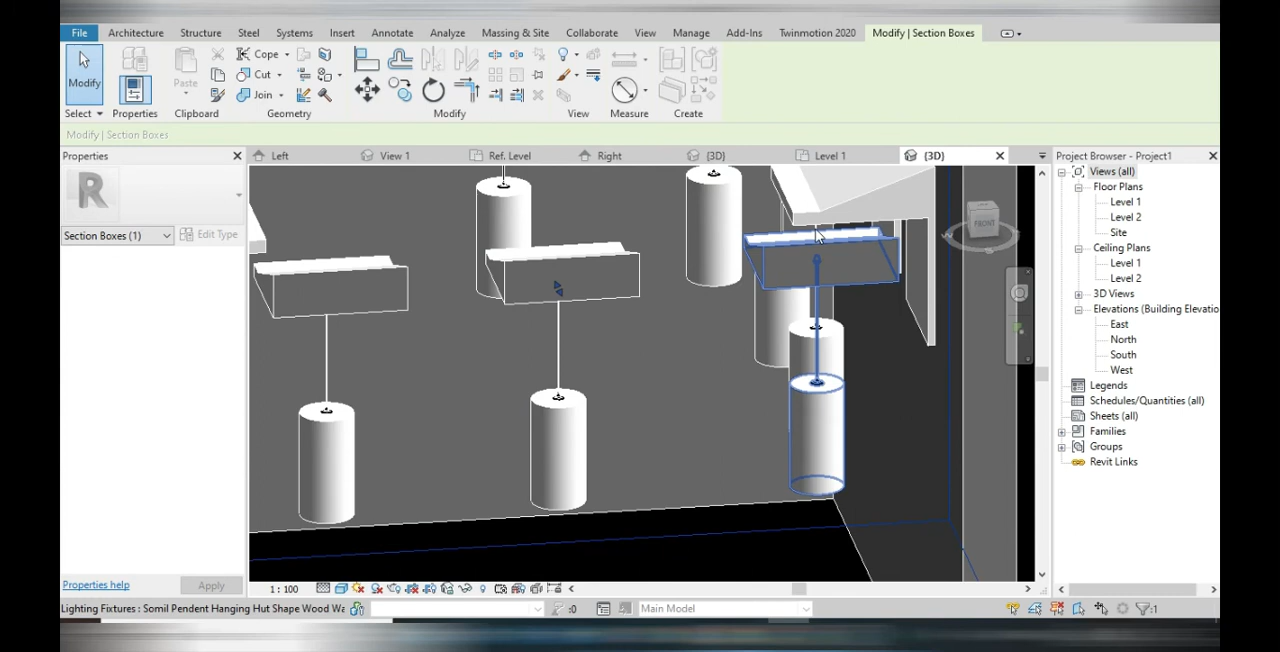 File Architecture Structure Steel Systems Insert Annotate Analyze Massing & Site Collaborate View Manage Add-Ins Twinmotion 2020 Modify | Section Boxes
Modify
Paste
Cope
Cut
Join
Select Properties Clipboard Geometry Modify View Measure Create
Modify | Section Boxes
Properties
Left View 1 Ref. Level Right {3D} Level 1 {3D}
Project Browser - Project1
R
Section Boxes (1)
Edit Type
FRONT
Views (all)
Floor Plans
Level 1
Level 2
Site
Ceiling Plans
Level 1
Level 2
3D Views
Elevations (Building Elevatio
East
North
South
West
Legends
Schedules/Quantities (all)
Sheets (all)
Families
Groups
Revit Links
Properties help
Apply
1 : 100
Lighting Fixtures : Somil Pendent Hanging Hut Shape Wood Wa
:0
Main Model
:1